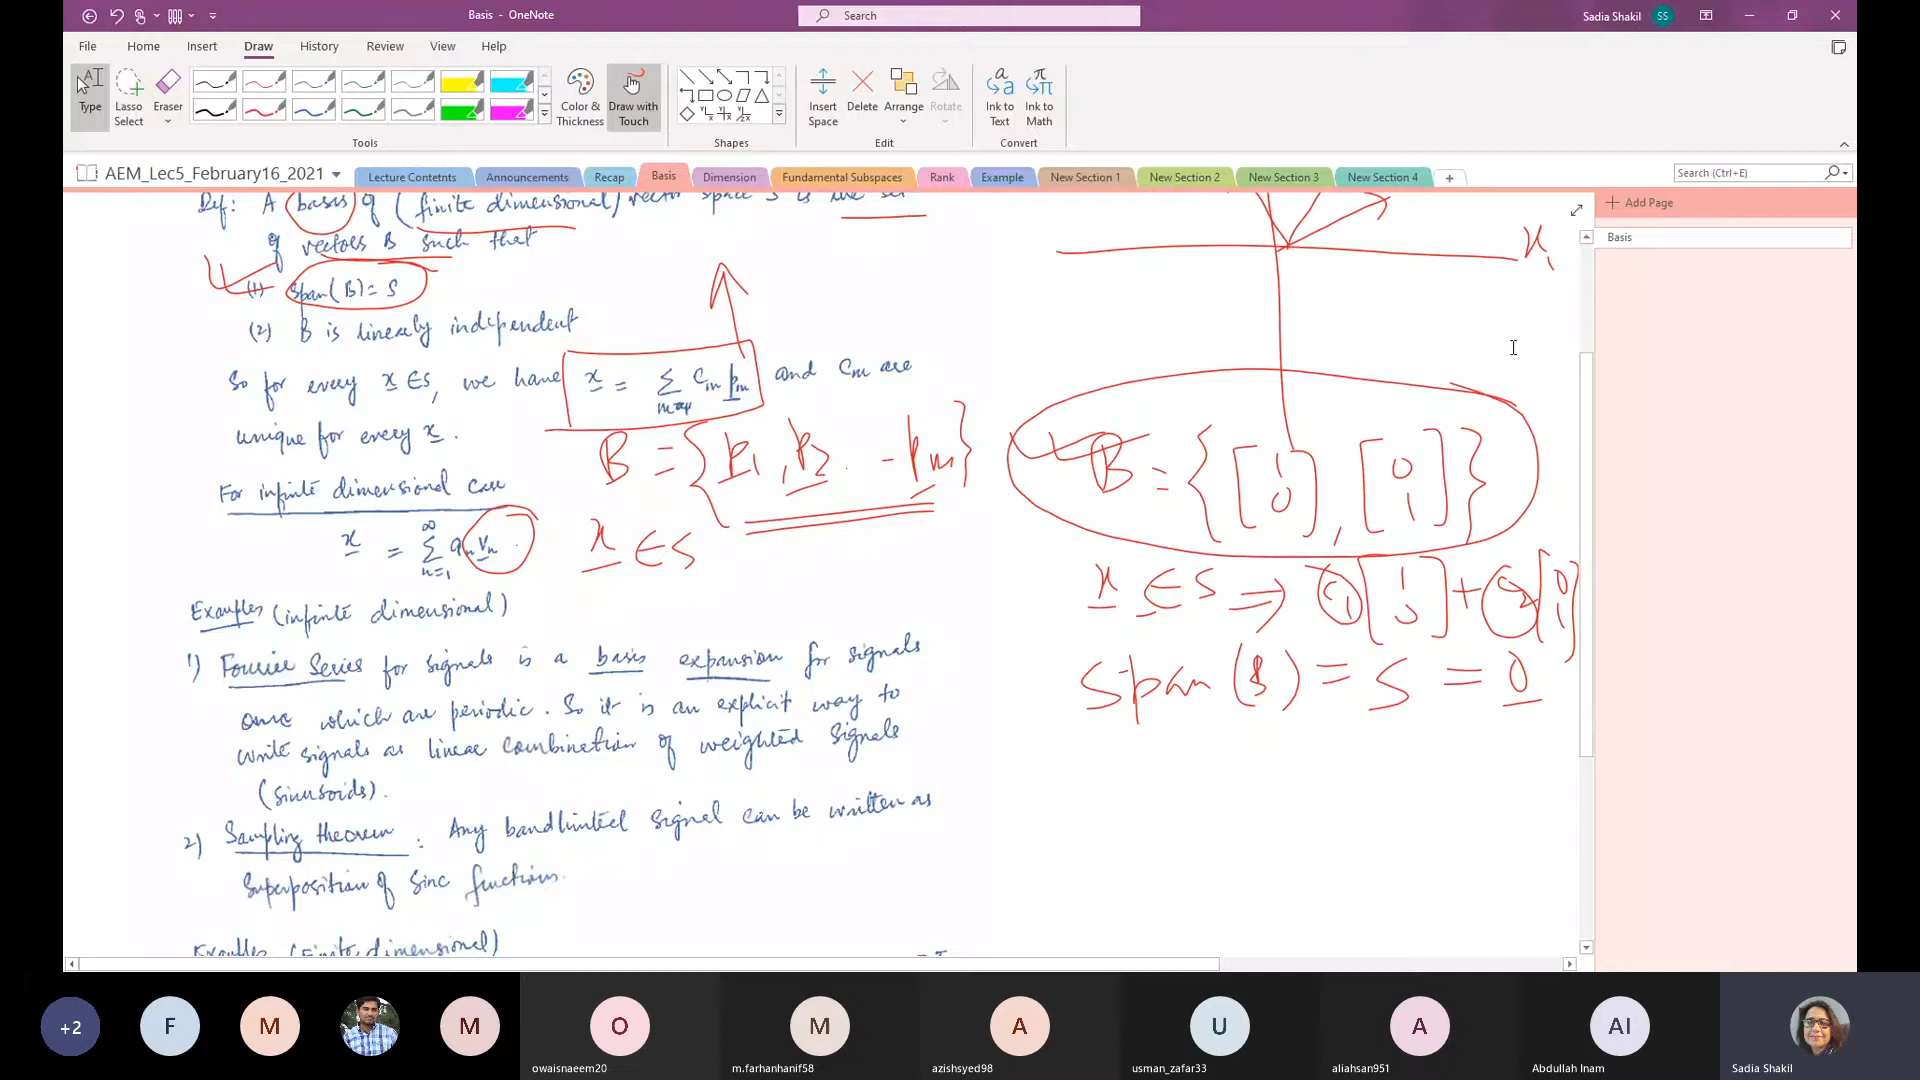 Basis - OneNote
Search
Sadia Shakil
SS
File Home Insert Draw History Review View Help
Type
Lasso Select
Eraser
Color & Thickness
Draw with Touch
Insert Space
Delete
Arrange
Rotate
Ink to Text
Ink to Math
Tools
Shapes
Edit
Convert
AEM_Lec5_February16_2021
Lecture Contetnts Announcements Recap Basis Dimension Fundamental Subspaces Rank Example New Section 1 New Section 2 New Section 3 New Section 4 +
Search (Ctrl+E)
Add Page
Basis
Def: A basis of (finite dimensional) vector space S is the set
of vectors B such that
(1) Span(B) = S
(2) B is linearly independent
So for every x ∈ S, we have x = Σ cm pm and cm are
unique for every x.
B = {p1, p2 .. - pm}
For infinite dimensional case
x = Σ n=1 ∞ an vn
x ∈ S
Examples (infinite dimensional)
1) Fourier Series for signals is a basis expansion for signals
which are periodic. So it is an explicit way to
write signals as linear combination of weighted signals
(sinusoids).
2) Sampling theorem : Any bandlimited signal can be written as
superposition of sinc functions.
Examples (Finite dimensional)
x1
B = {[1 0], [0 1]}
x ∈ S ⇒ c1 [1 0] + c2 [0 1]
Span (B) = S = 0
+2
F
M
M
O
owaisnaeem20
M
m.farhanhanif58
A
azishsyed98
U
usman_zafar33
A
aliahsan951
AI
Abdullah Inam
Sadia Shakil